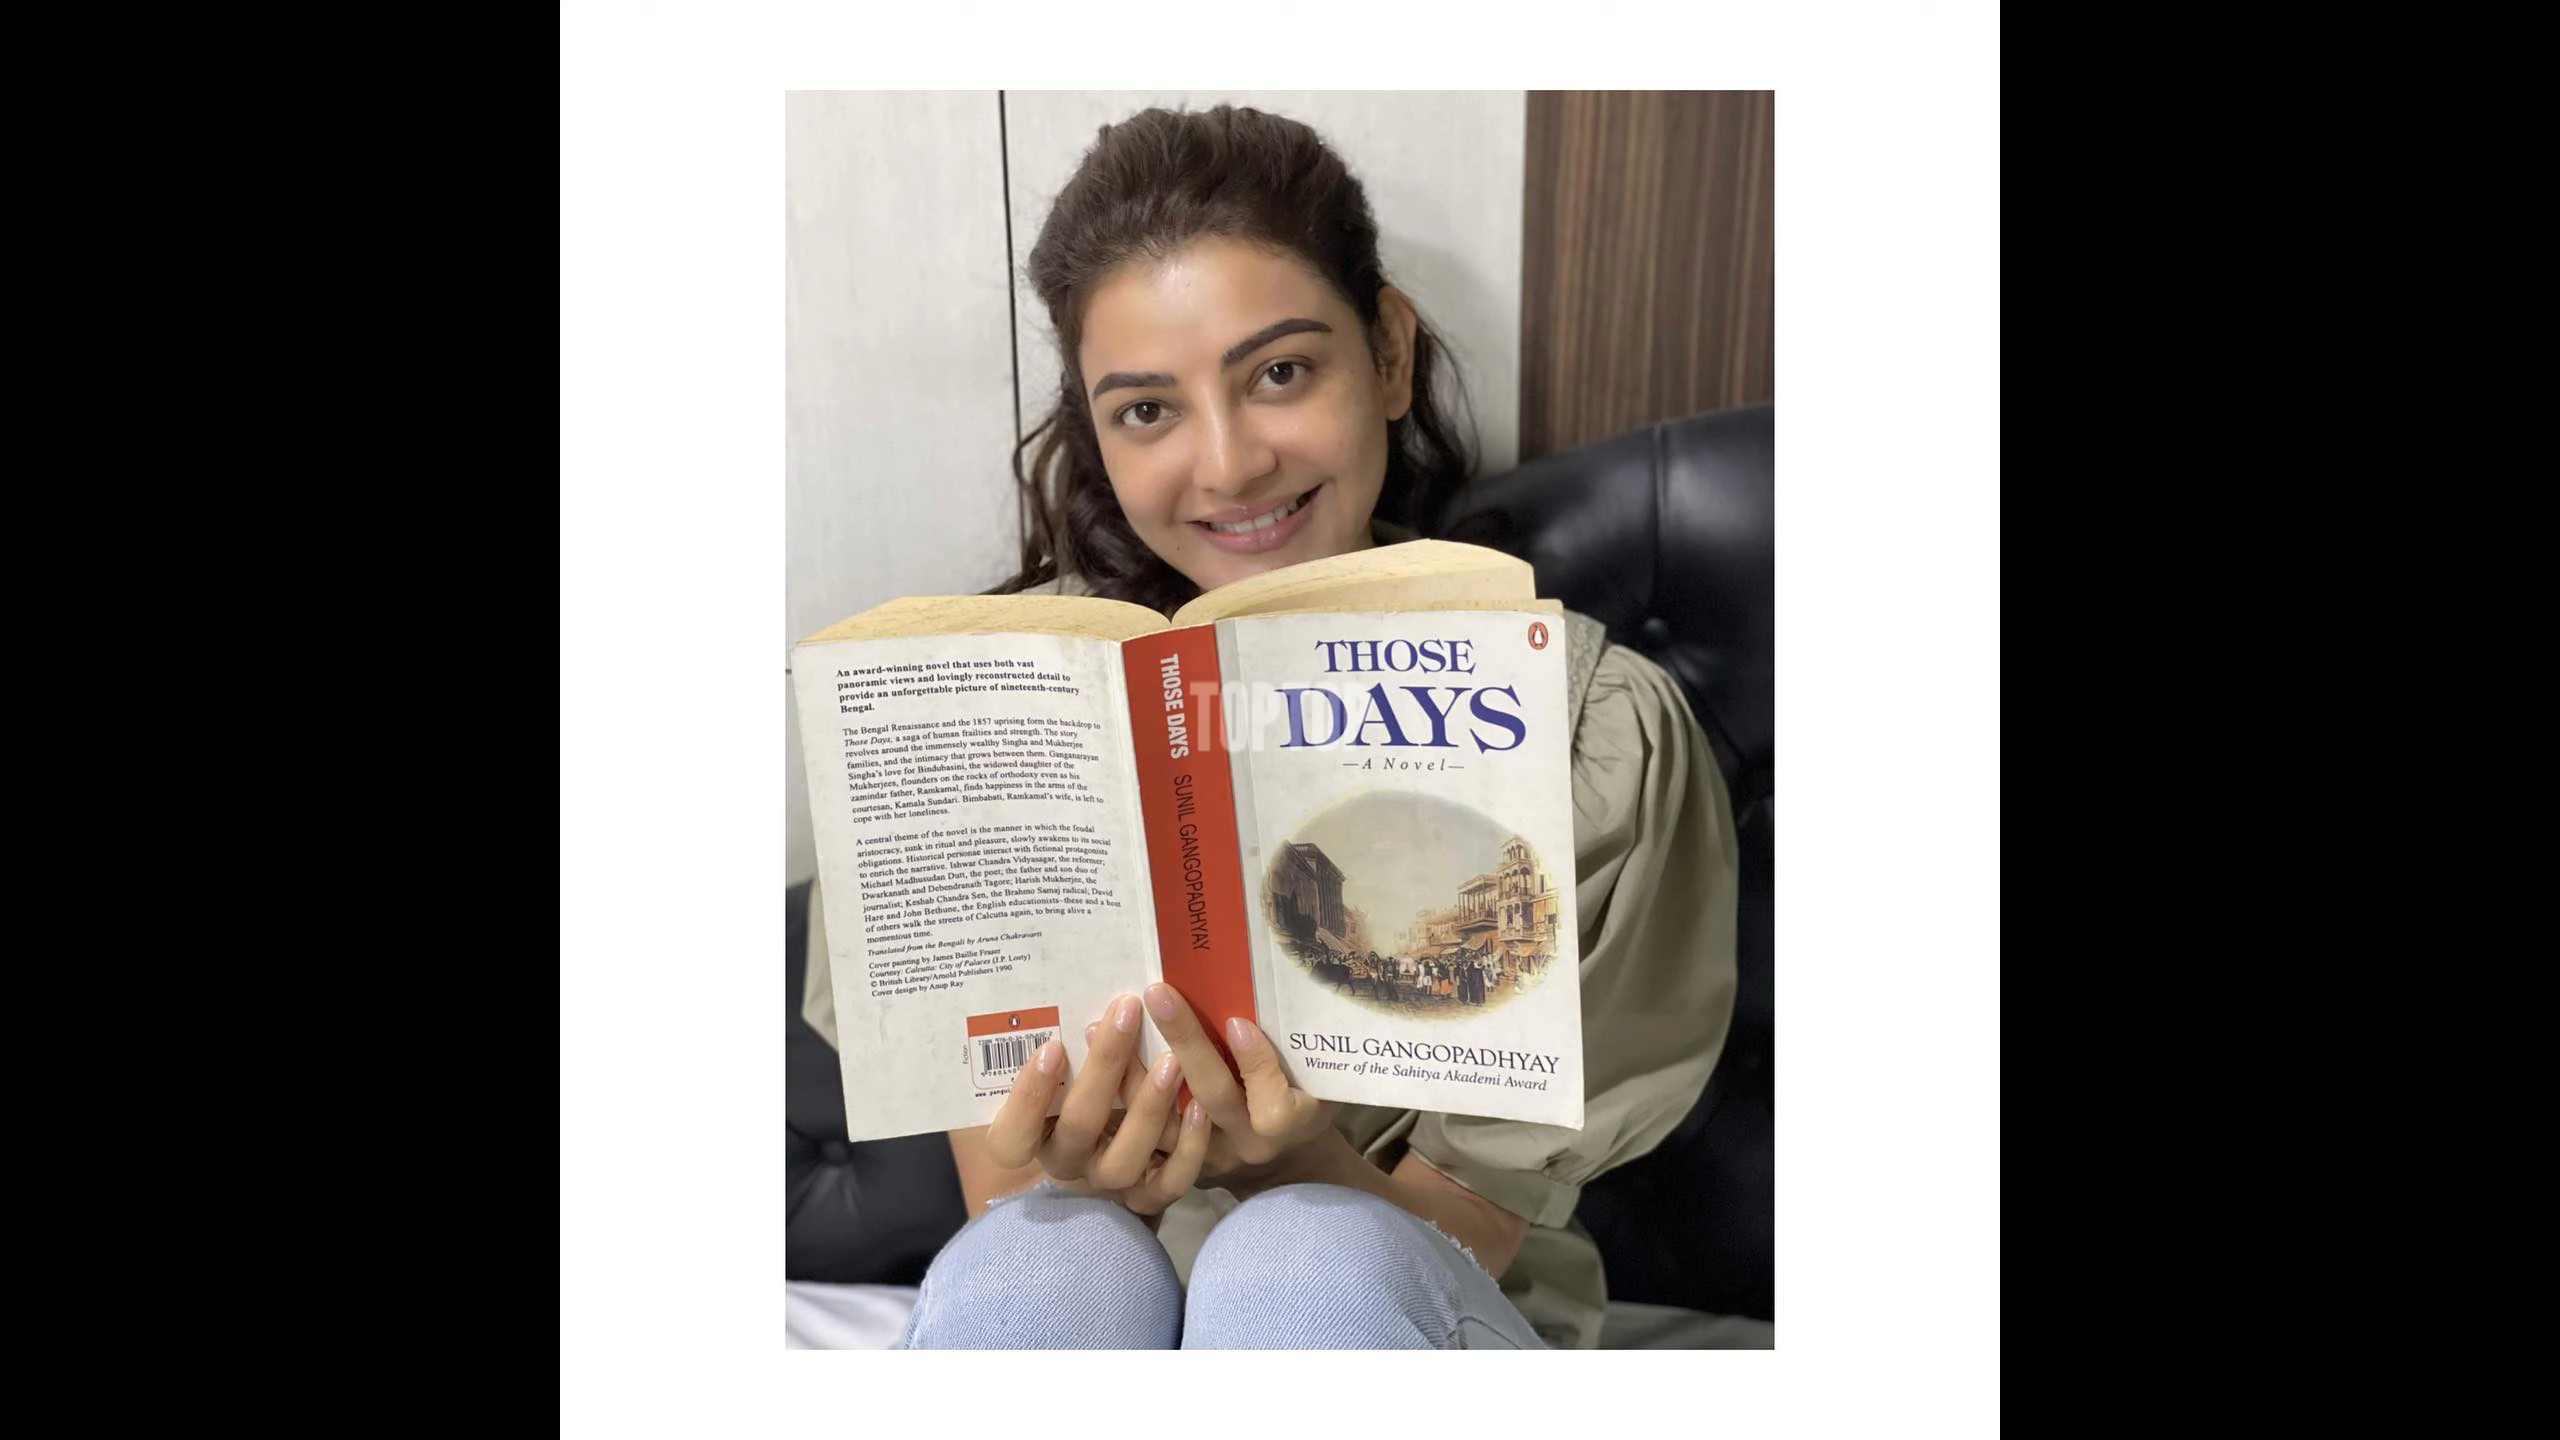 An award-winning novel that uses both vast
panoramic views and lovingly reconstructed detail to
provide an unforgettable picture of nineteenth-century
Bengal.
The Bengal Renaissance and the 1857 uprising form the backdrop to
Those Days, a saga of human frailties and strength. The story
revolves around the immensely wealthy Singha and Mukherjee
families, and the intimacy that grows between them. Ganganarayan
Singha's love for Bindubasini, the widowed daughter of the
Mukherjees, flounders on the rocks of orthodoxy even as his
zamindar father, Ramkamal, finds happiness in the arms of the
courtesan, Kamala Sundari. Bimbabati, Ramkamal's wife, is left to
cope with her loneliness.
A central theme of the novel is the manner in which the feudal
aristocracy, sunk in ritual and pleasure, slowly awakens to its social
obligations. Historical personae interact with fictional protagonists
to enrich the narrative. Ishwar Chandra Vidyasagar, the reformer;
Michael Madhusudan Dutt, the poet; the father and son duo of
Dwarkanath and Debendranath Tagore; Harish Mukherjee, the
journalist; Keshab Chandra Sen, the Brahmo Samaj radical; David
Hare and John Bethune, the English educationists-these and a host
of others walk the streets of Calcutta again, to bring alive a
momentous time.
Translated from the Bengali by Aruna Chakravarti
Cover painting by James Baillie Fraser
Courtesy: Calcutta: City of Palaces (J.P. Losty)
© British Library/Arnold Publishers 1990
Cover design by Anup Ray
Fiction
ISBN
THOSE DAYS SUNIL GANGOPADHYAY
THOSE
DAYS
—A Novel—
SUNIL GANGOPADHYAY
Winner of the Sahitya Akademi Award